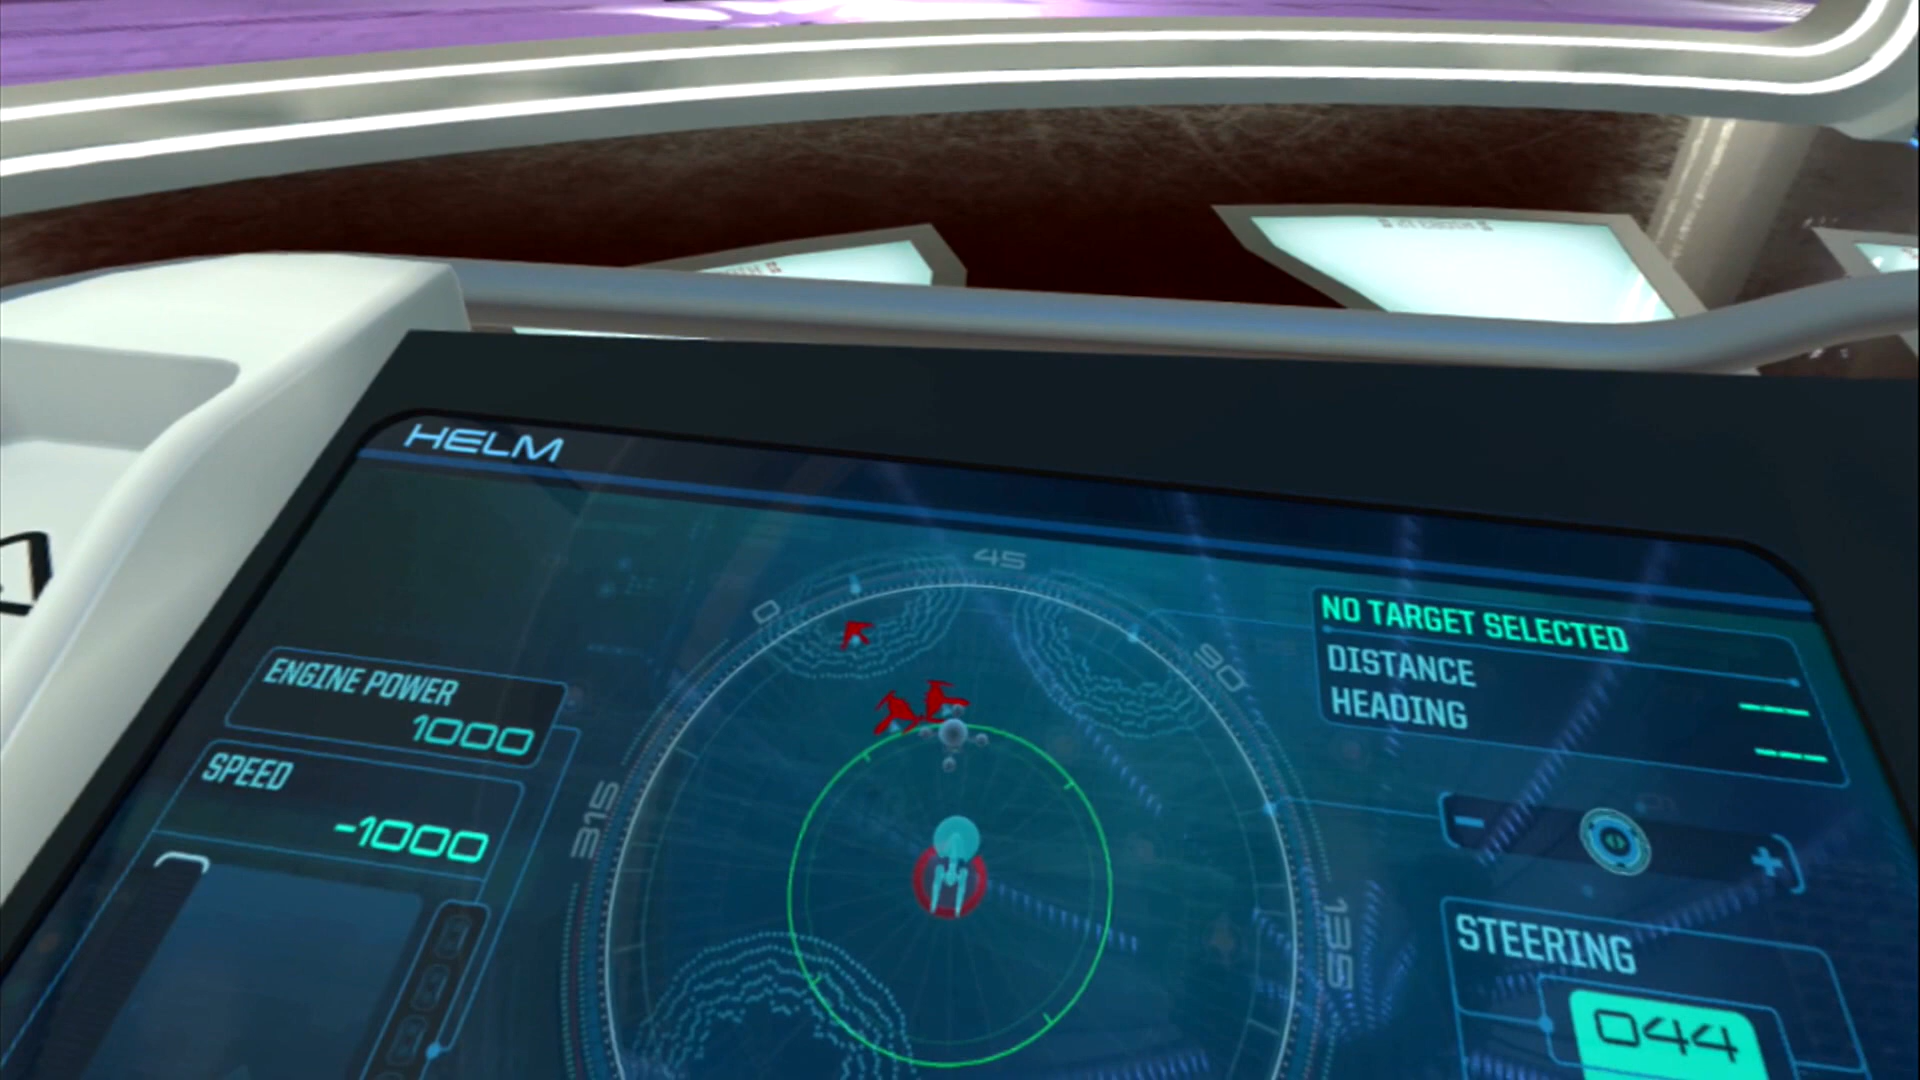 HELM
45
0
90
NO TARGET SELECTED
DISTANCE ---
HEADING ---
ENGINE POWER
1000
SPEED
-1000
315
135
- +
STEERING
044